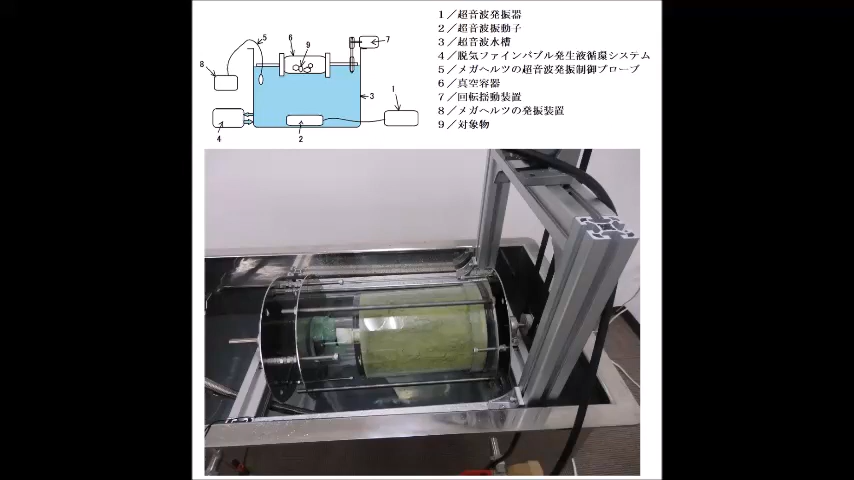 1／超音波発振器
2／超音波振動子
3／超音波水槽
4／脱気ファインバブル発生液循環システム
5／メガヘルツの超音波発振制御プローブ
6／真空容器
7／回転揺動装置
8／メガヘルツの発振装置
9／対象物
5
6
9
7
8
3
1
4
2